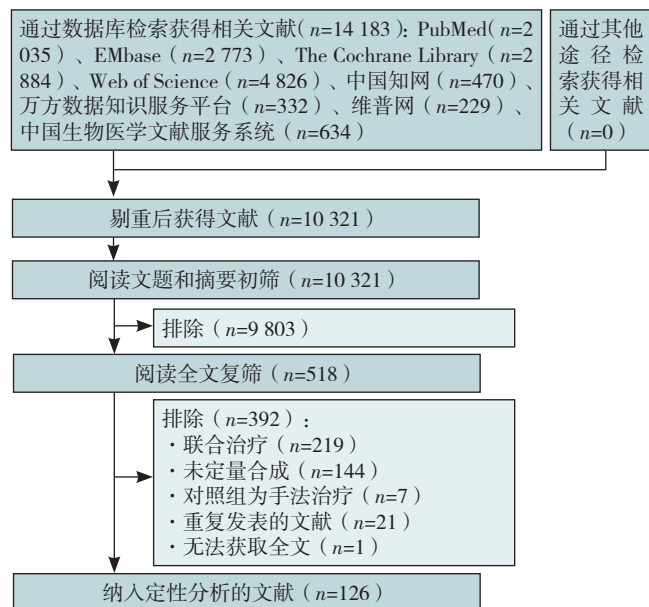 通过数据库检索获得相关文献(n=14 183): PubMed(n=2
035)、EMbase(n=2 773)、The Cochrane Library(n=2
884)、Web of Science(n=4 826)、中国知网(n=470)、
万方数据知识服务平台(n=332)、维普网(n=229)、
中国生物医学文献服务系统(n=634)
通过其他
途径检
索获得相
关文献
(n=0)
剔重后获得文献(n=10 321)
阅读文题和摘要初筛(n=10 321)
排除(n=9 803)
阅读全文复筛(n=518)
排除(n=392):
·联合治疗(n=219)
·未定量合成(n=144)
·对照组为手法治疗(n=7)
·重复发表的文献(n=21)
·无法获取全文(n=1)
纳入定性分析的文献(n=126)